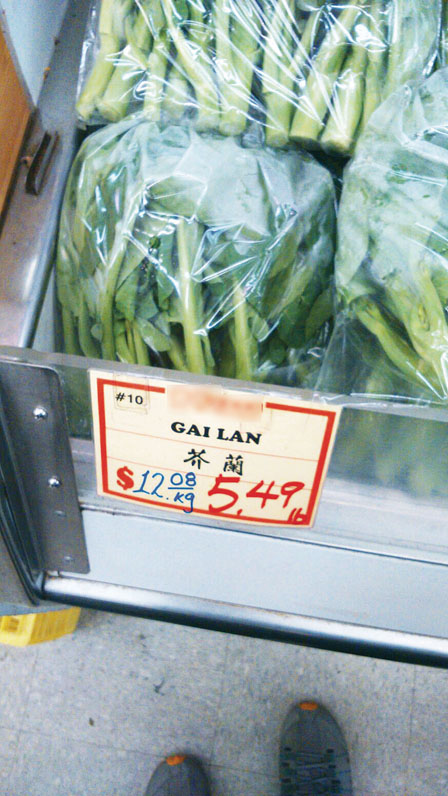 #10
GAI LAN
芥蘭
$12.08/kg 5.49 lb